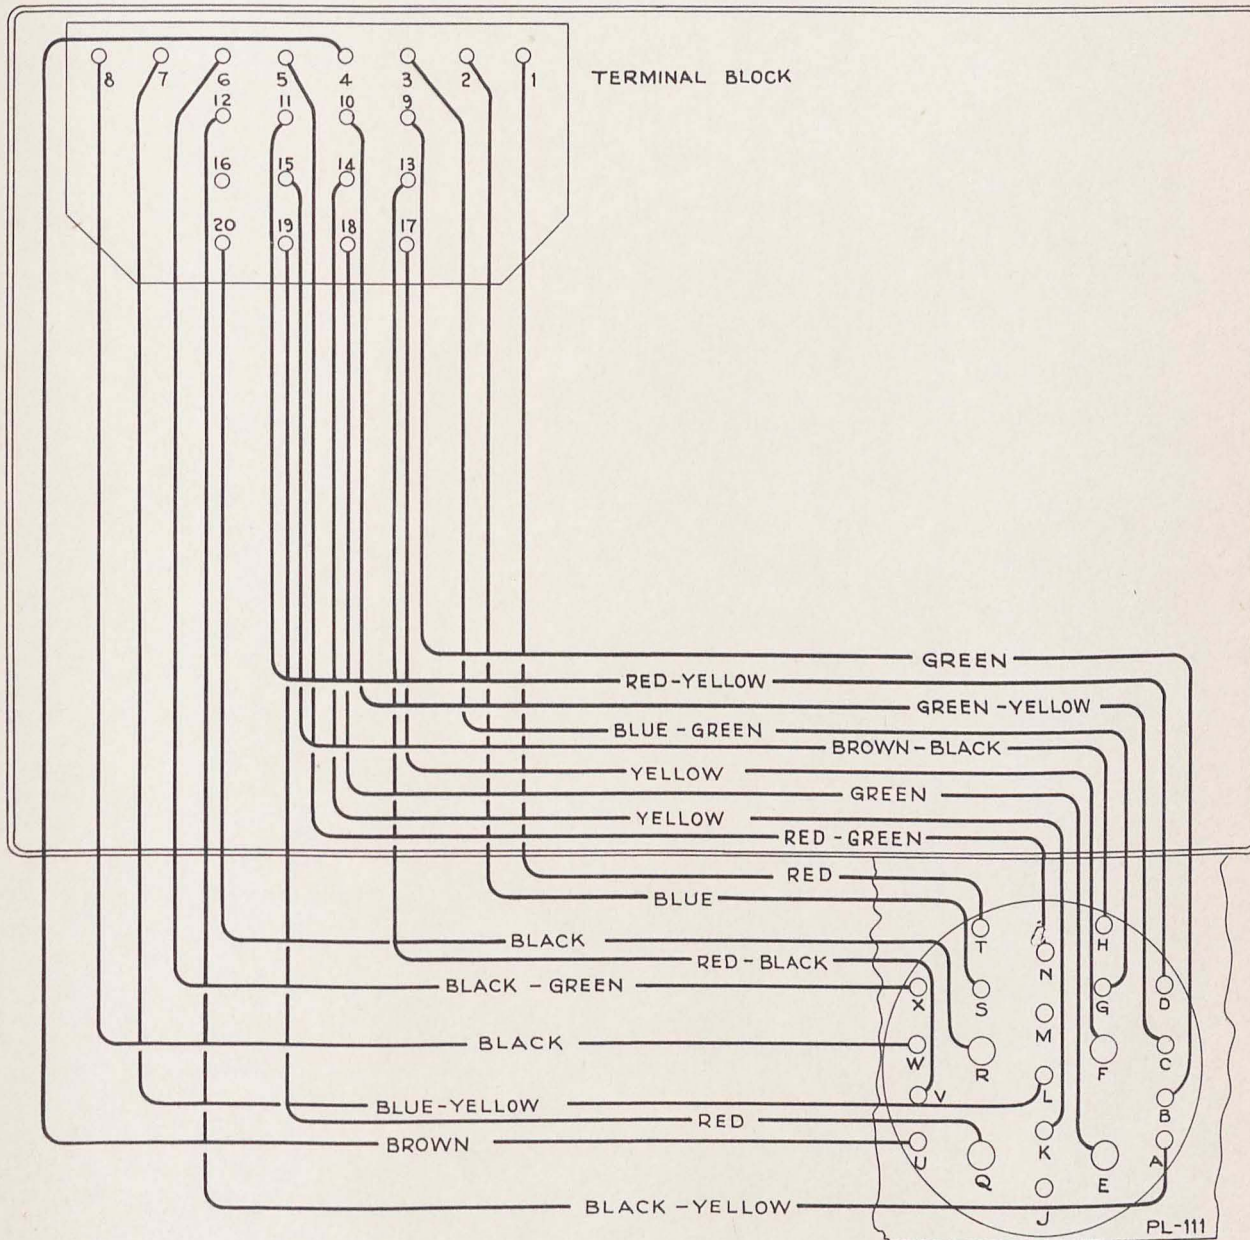 TERMINAL BLOCK
8 7 6 5 4 3 2 1
12 11 10 9
16 15 14 13
20 19 18 17
GREEN
RED-YELLOW
GREEN-YELLOW
BLUE-GREEN
BROWN-BLACK
YELLOW
GREEN
YELLOW
RED-GREEN
RED
BLUE
BLACK
RED-BLACK
BLACK-GREEN
BLACK
BLUE-YELLOW
RED
BROWN
BLACK-YELLOW
T N H
X S G D
M
W R F C
V L B
U Q K E A
J
PL-111